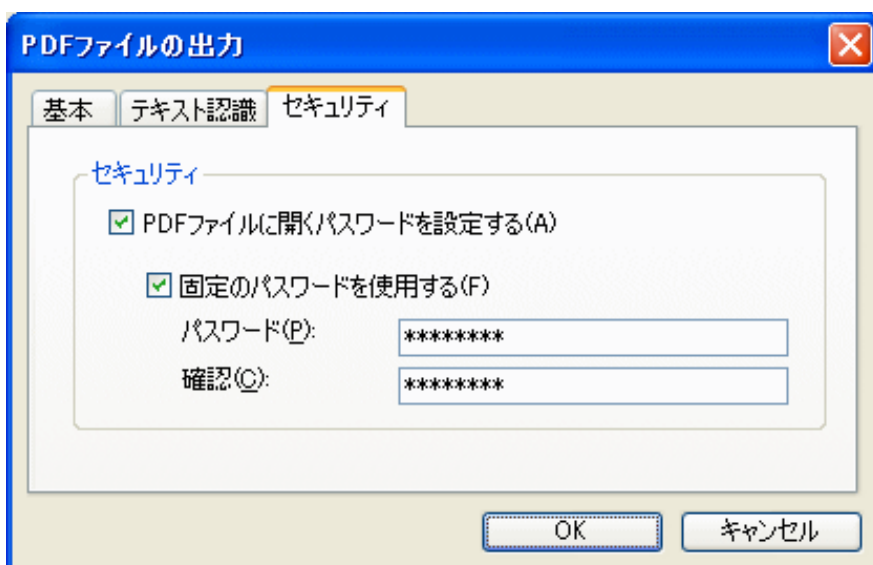 PDFファイルの出力
基本 テキスト認識 セキュリティ
セキュリティ
PDFファイルに開くパスワードを設定する(A)
固定のパスワードを使用する(F)
パスワード(P): ********
確認(C): ********
OK キャンセル